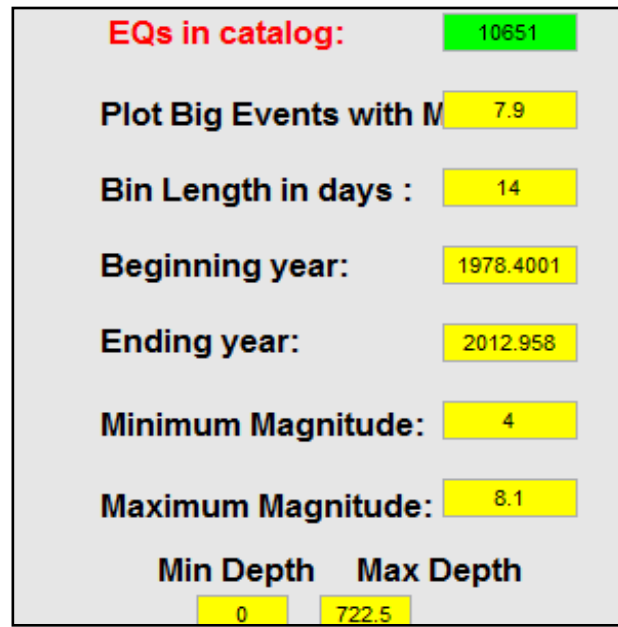 EQs in catalog: 10651
Plot Big Events with M 7.9
Bin Length in days : 14
Beginning year: 1978.4001
Ending year: 2012.958
Minimum Magnitude: 4
Maximum Magnitude: 8.1
Min Depth Max Depth
0 722.5